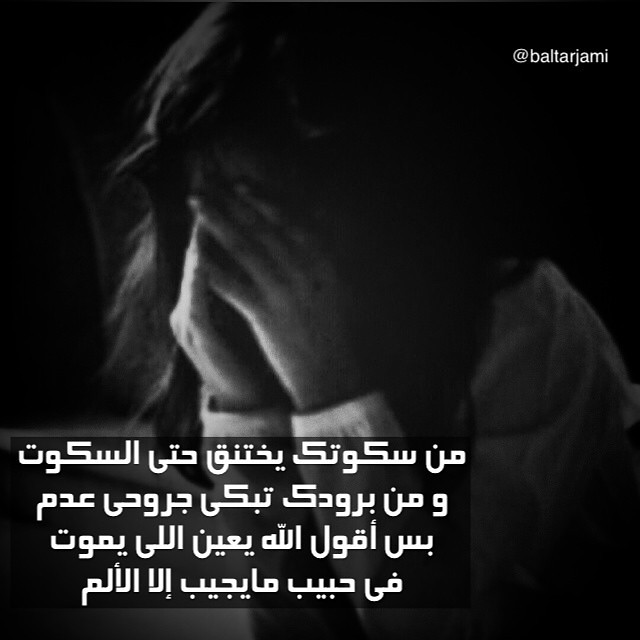 @baltarjami
من سكوتك يختنق حتى السكوت
و من برودك تبكى جروحى عدم
بس أقول الله يعين اللى يموت
فى حبيب مايجيب إلا الألم